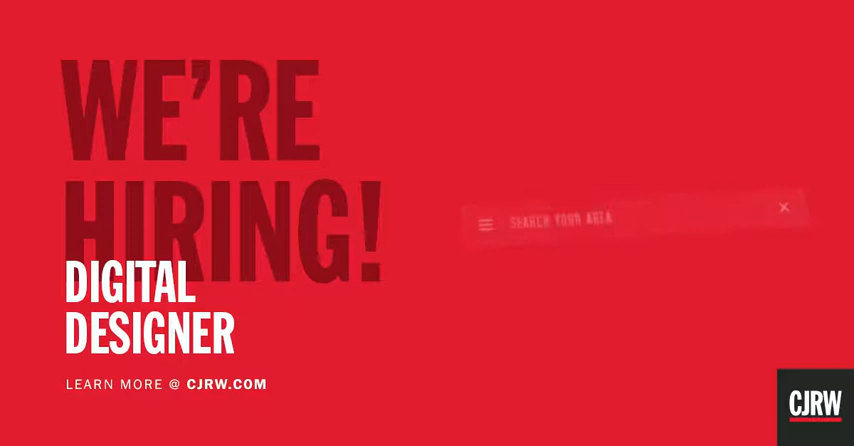 WE'RE
HIRING!
DIGITAL
DESIGNER
LEARN MORE @ CJRW.COM
SEARCH YOUR AREA
CJRW